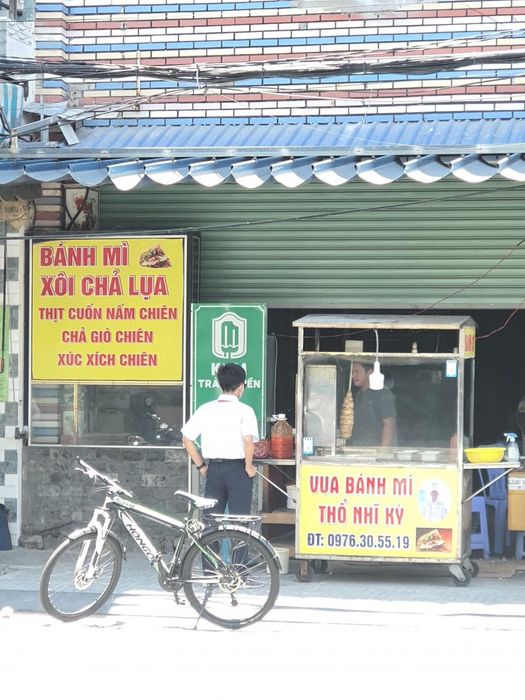 BÁNH MÌ
XÔI CHẢ LỤA
THỊT CUỐN NẤM CHIÊN
CHẢ GIÒ CHIÊN
XÚC XÍCH CHIÊN
VUA BÁNH MÌ
THỔ NHĨ KỲ
ĐT: 0976.30.55.19